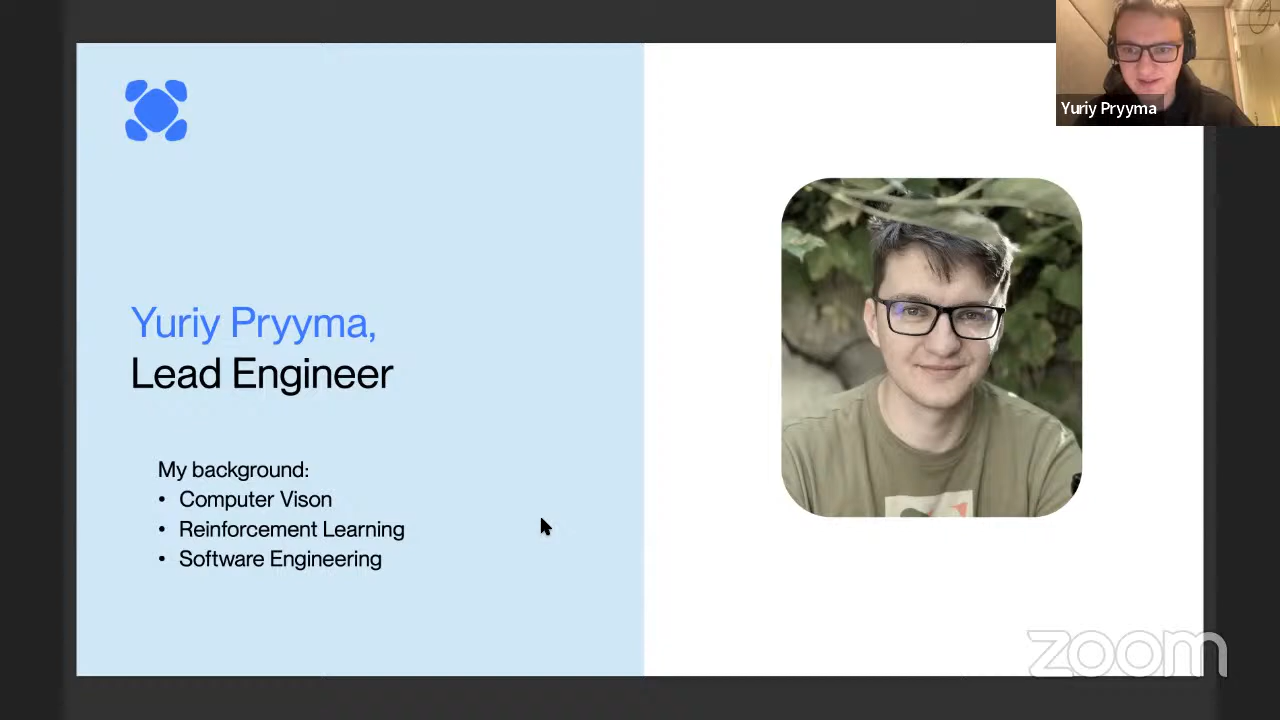 Yuriy Pryyma
Yuriy Pryyma,
Lead Engineer
My background:
• Computer Vison
• Reinforcement Learning
• Software Engineering
zoom